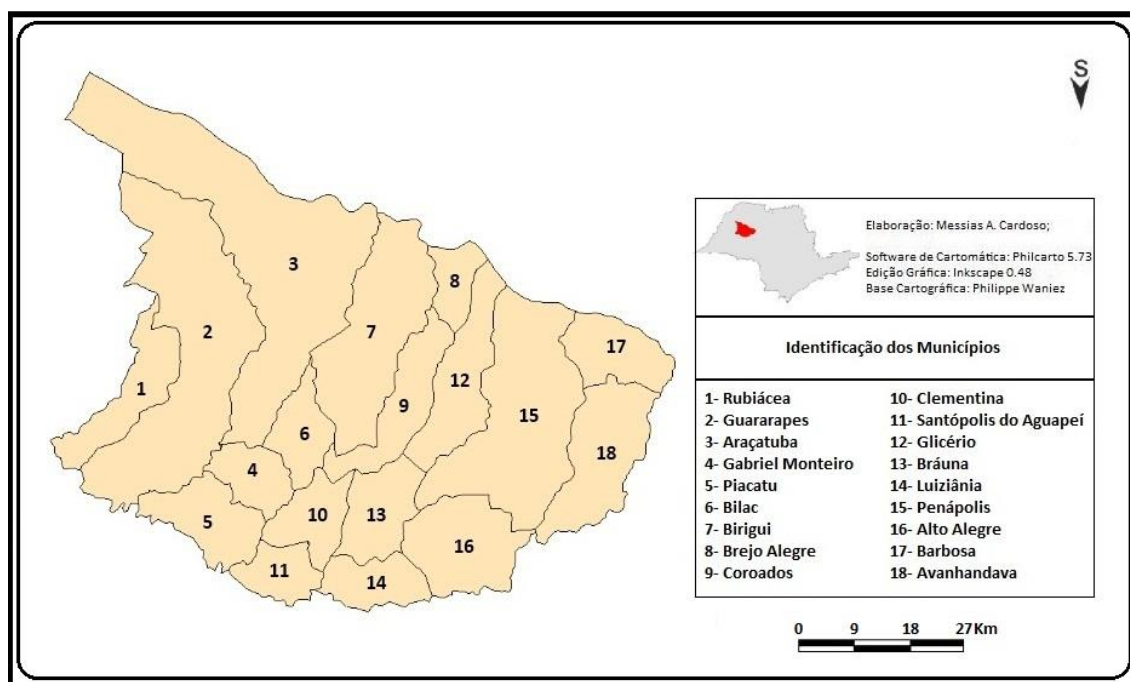 S
3
8
2
7
17
1
12
9
15
6
18
4
10
13
5
16
11
14
Elaboração: Messias A. Cardoso;
Software de Cartomática: Philcarto 5.73
Edição Gráfica: Inkscape 0.48
Base Cartográfica: Philippe Waniez
Identificação dos Municípios
1- Rubiácea
2- Guararapes
3- Araçatuba
4- Gabriel Monteiro
5- Piacatu
6- Bilac
7- Birigui
8- Brejo Alegre
9- Coroados
10- Clementina
11- Santópolis do Aguapeí
12- Glicério
13- Bráuna
14- Luiziânia
15- Penápolis
16- Alto Alegre
17- Barbosa
18- Avanhandava
0 9 18 27 Km